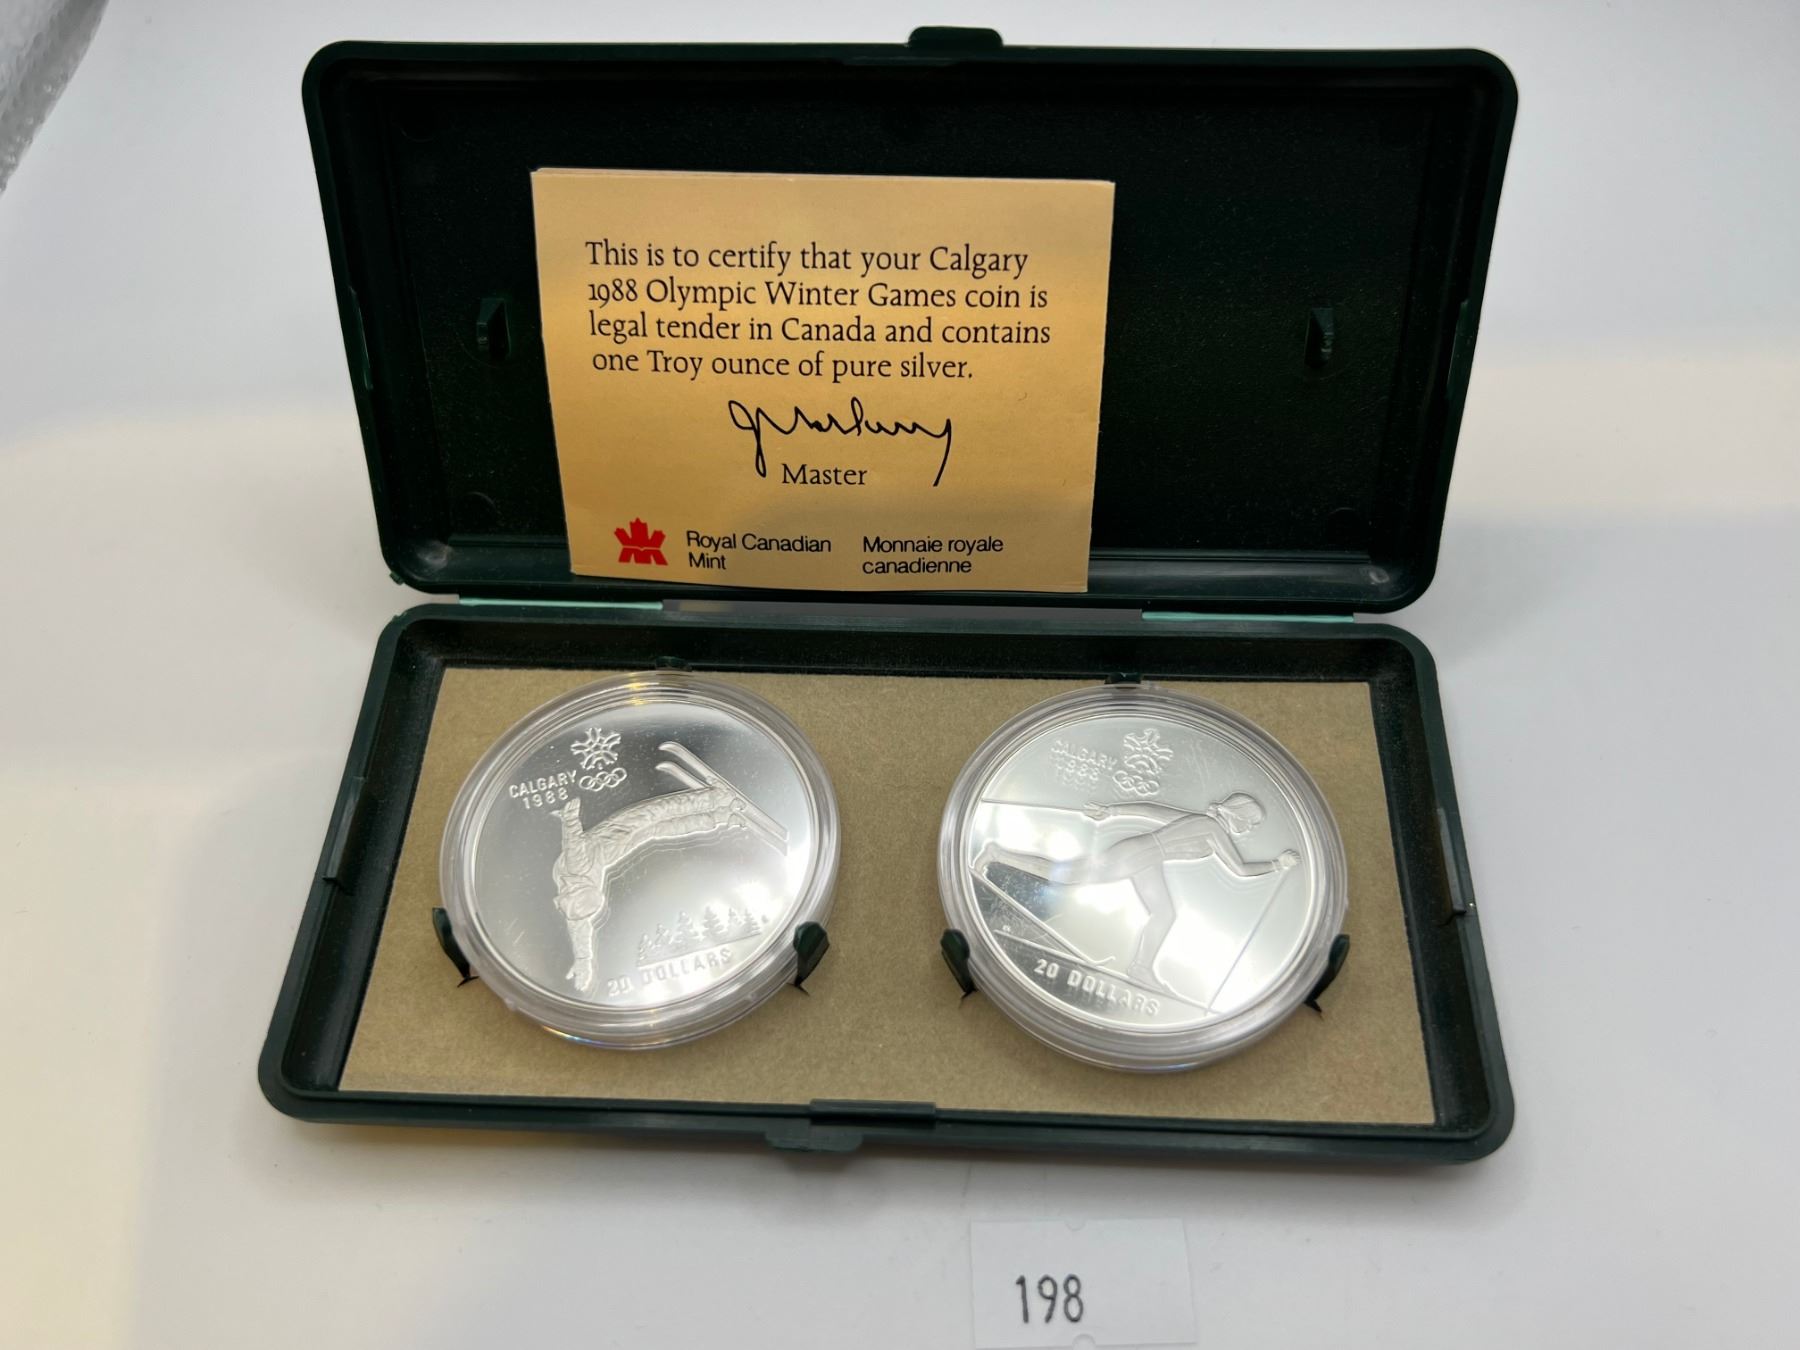 This is to certify that your Calgary
1988 Olympic Winter Games coin is
legal tender in Canada and contains
one Troy ounce of pure silver.
Master
Royal Canadian
Mint
Monnaie royale
canadienne
CALGARY
1988
20 DOLLARS
CALGARY
1988
20 DOLLARS
198